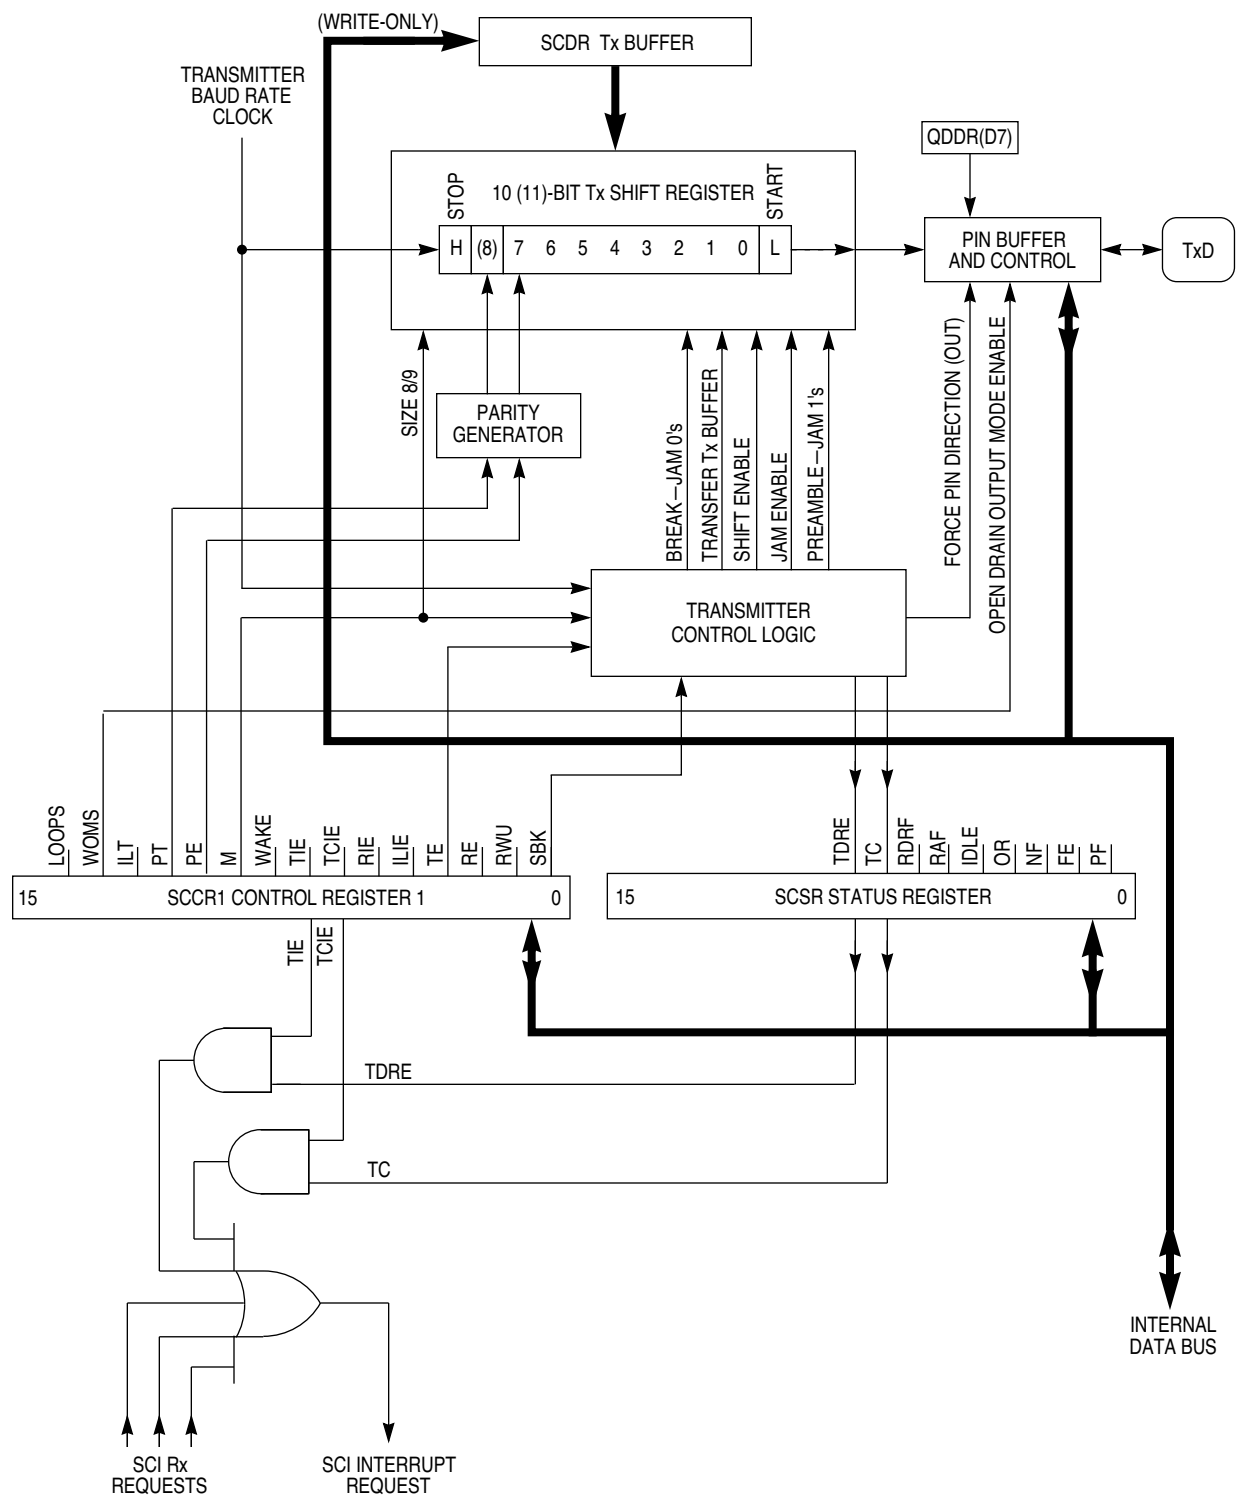 (WRITE-ONLY)
SCDR Tx BUFFER
TRANSMITTER
BAUD RATE
CLOCK
QDDR(D7)
STOP
10 (11)-BIT Tx SHIFT REGISTER
START
H (8) 7 6 5 4 3 2 1 0 L
PIN BUFFER
AND CONTROL
TxD
SIZE 8/9
PARITY
GENERATOR
BREAK—JAM 0's
TRANSFER Tx BUFFER
SHIFT ENABLE
JAM ENABLE
PREAMBLE—JAM 1's
FORCE PIN DIRECTION (OUT)
OPEN DRAIN OUTPUT MODE ENABLE
TRANSMITTER
CONTROL LOGIC
LOOPS
WOMS
ILT
PT
PE
M
WAKE
TIE
TCIE
RIE
ILIE
TE
RE
RWU
SBK
TDRE
TC
RDRF
RAF
IDLE
OR
NF
FE
PF
15 SCCR1 CONTROL REGISTER 1 0
15 SCSR STATUS REGISTER 0
TIE
TCIE
TDRE
TC
INTERNAL
DATA BUS
SCI Rx
REQUESTS
SCI INTERRUPT
REQUEST